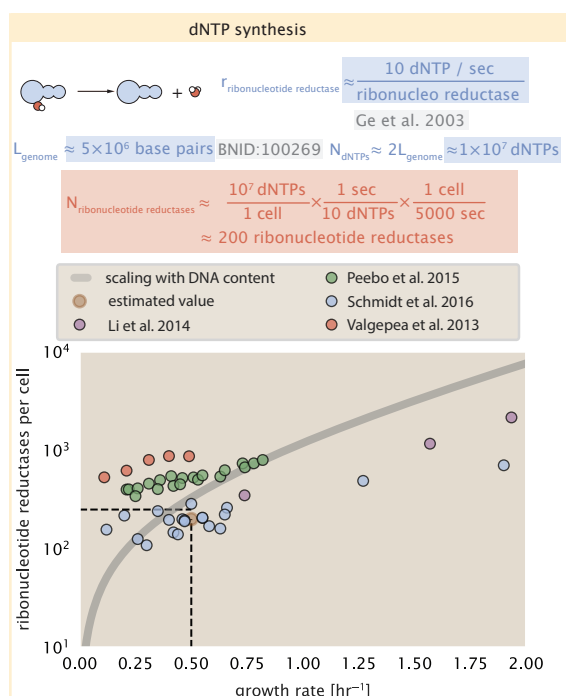 dNTP synthesis
+
r ribonucleotide reductase ≈ 10 dNTP / sec
ribonucleo reductase
Ge et al. 2003
L genome ≈ 5×10⁶ base pairs BNID:100269 N dNTPs ≈ 2L genome ≈1×10⁷ dNTPs
N ribonucleotide reductases ≈ 10⁷ dNTPs × 1 sec × 1 cell
1 cell 10 dNTPs 5000 sec
≈ 200 ribonucleotide reductases
scaling with DNA content
estimated value
Li et al. 2014
Peebo et al. 2015
Schmidt et al. 2016
Valgepea et al. 2013
ribonucleotide reductases per cell
10⁴
10³
10²
10¹
0.00 0.25 0.50 0.75 1.00 1.25 1.50 1.75 2.00
growth rate [hr⁻¹]